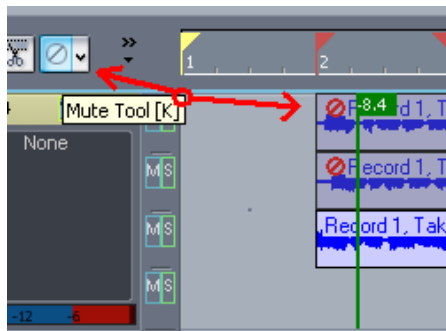 1 2
Mute Tool [K]
-8.4
Record 1, T
None
M S
Record 1, T
M S
Record 1, Tak
M S
M S
-12 -6